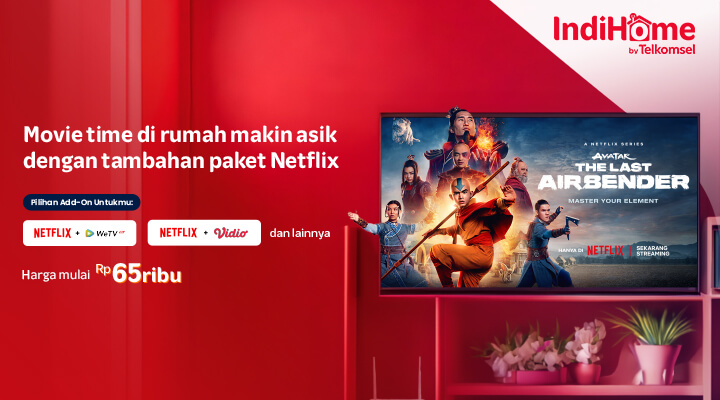 IndiHome
by Telkomsel
Movie time di rumah makin asik
dengan tambahan paket Netflix
Pilihan Add-On Untukmu:
NETFLIX + WeTV VIP
NETFLIX + Vidio
dan lainnya
Harga mulai Rp65ribu
A NETFLIX SERIES
AVATAR
THE LAST
AIRBENDER
MASTER YOUR ELEMENT
HANYA DI NETFLIX
SEKARANG
STREAMING